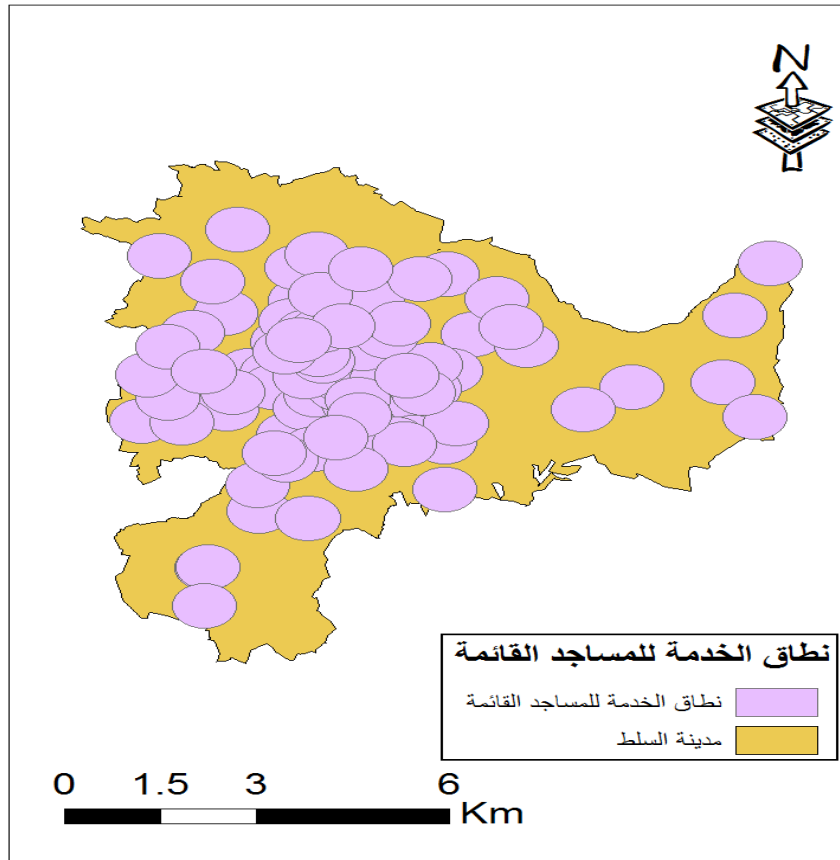 N
نطاق الخدمة للمساجد القائمة
نطاق الخدمة للمساجد القائمة
مدينة السلط
0 1.5 3 6
Km